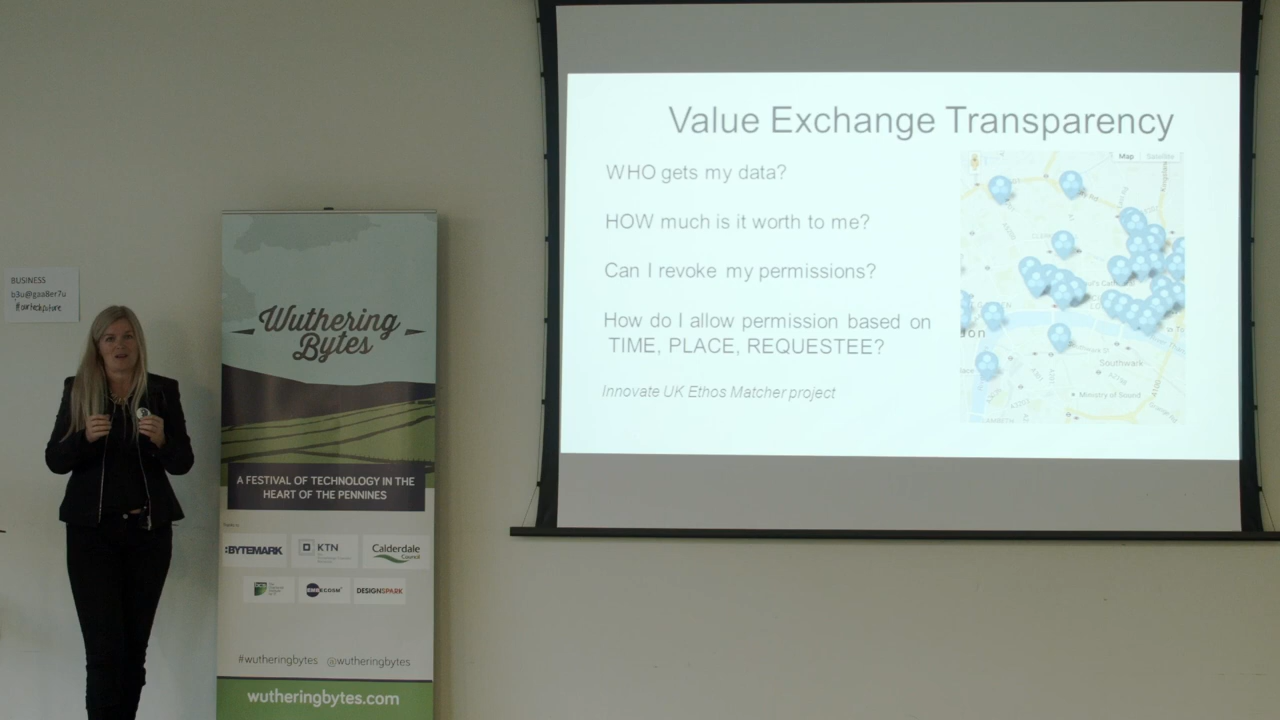 BUSINESS
b3u@gaa8er7u
Wuthering
Bytes
A FESTIVAL OF TECHNOLOGY IN THE
HEART OF THE PENNINES
:BYTEMARK
KTN
Calderdale
Council
DESIGNSPARK
#wutheringbytes @wutheringbytes
wutheringbytes.com
Value Exchange Transparency
WHO gets my data?
HOW much is it worth to me?
Can I revoke my permissions?
How do I allow permission based on
TIME, PLACE, REQUESTEE?
Innovate UK Ethos Matcher project
Map Satellite
Southwark
Ministry of Sound
LAMBETH